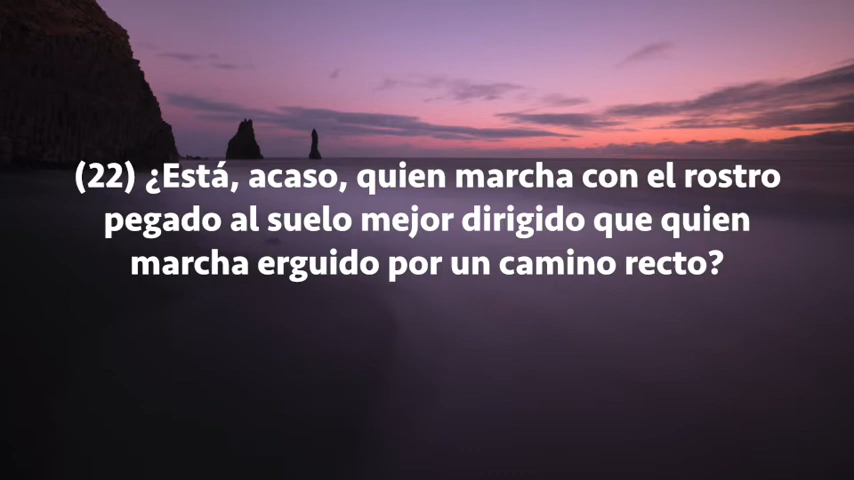 (22) ¿Está, acaso, quien marcha con el rostro
pegado al suelo mejor dirigido que quien
marcha erguido por un camino recto?